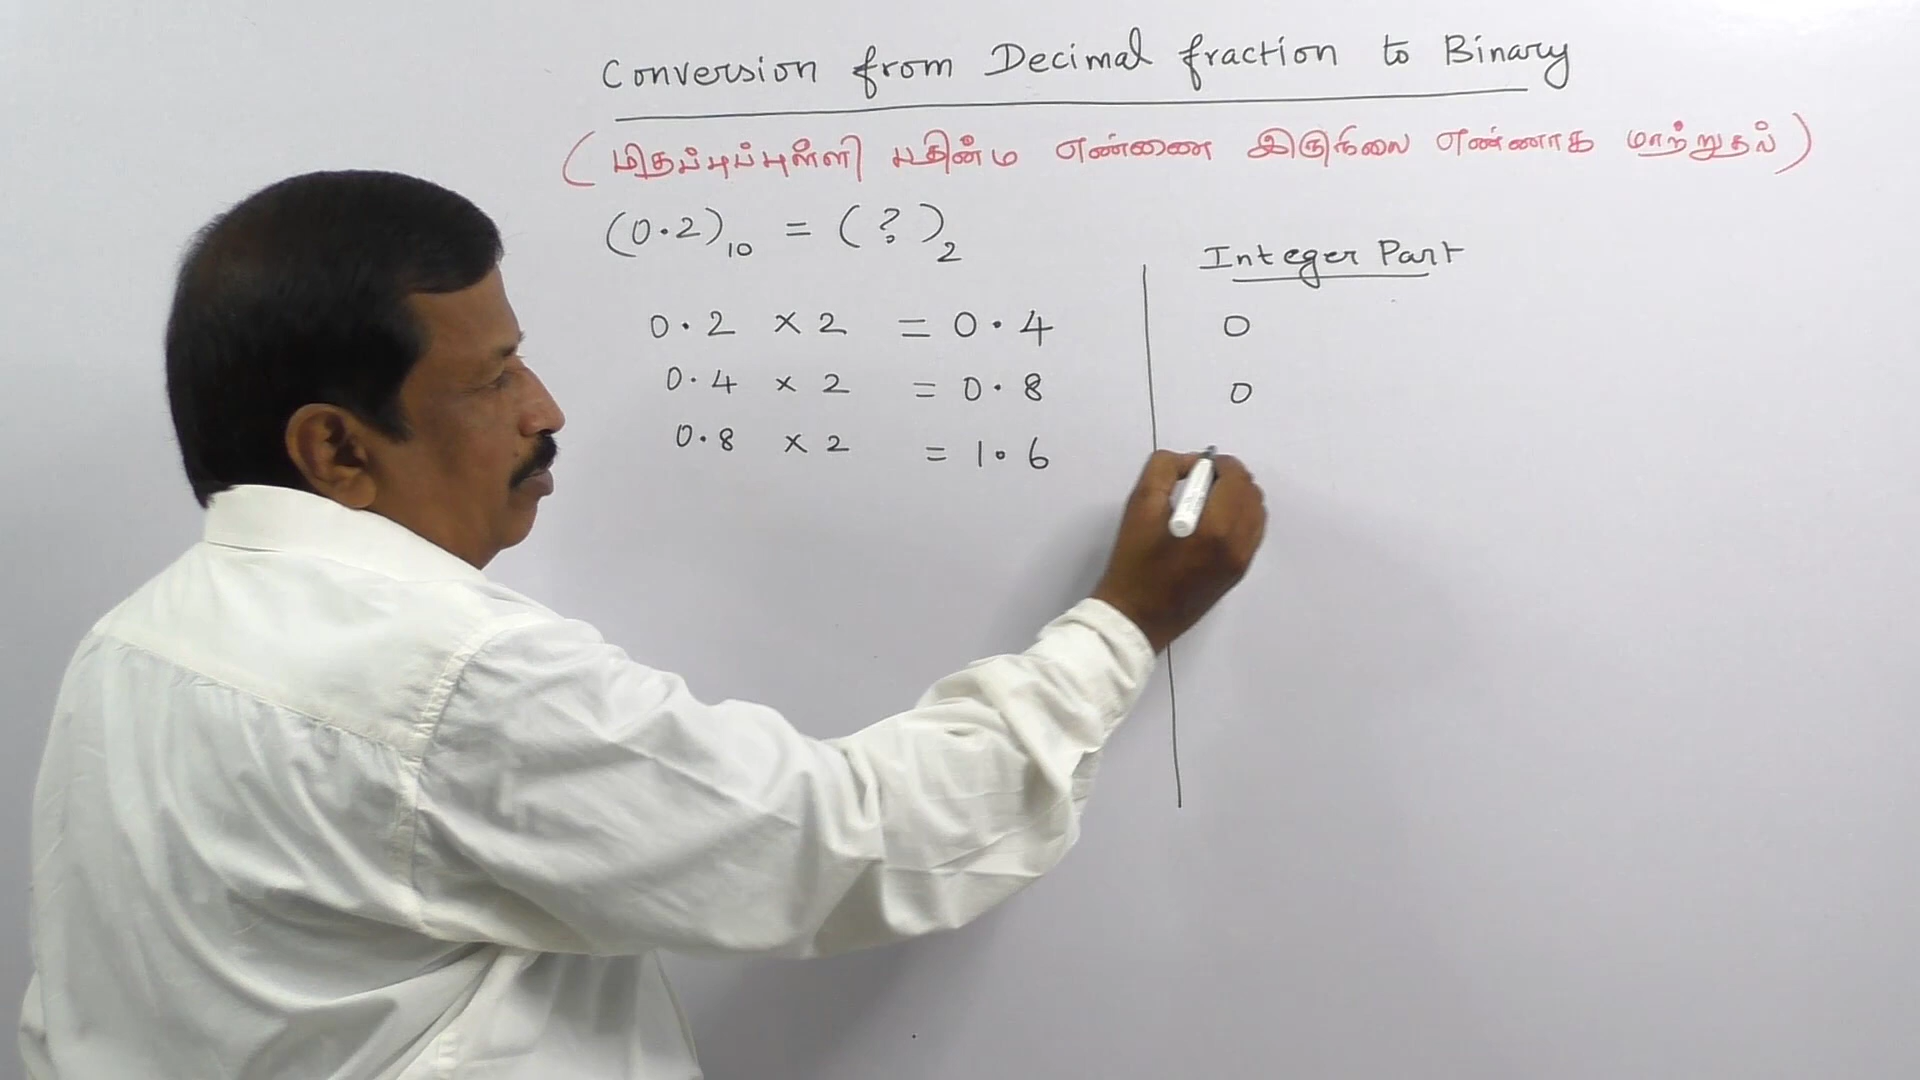 Conversion from Decimal fraction to Binary
(மிதப்புப்புள்ளி பதின்ம எண்ணை இருநிலை எண்ணாக மாற்றுதல்)
(0.2)₁₀ = (?)₂
Integer Part
0.2 × 2 = 0.4 0
0.4 × 2 = 0.8 0
0.8 × 2 = 1.6